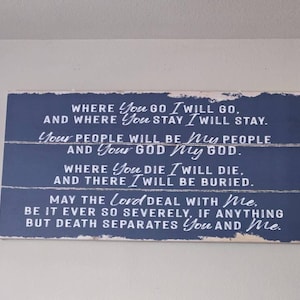 WHERE You GO I WILL GO,
AND WHERE You STAY I WILL STAY.
Your PEOPLE WILL BE My PEOPLE
AND Your GOD My GOD.
WHERE You DIE I WILL DIE,
AND THERE I WILL BE BURIED.
MAY THE Lord DEAL WITH Me,
BE IT EVER SO SEVERELY, IF ANYTHING
BUT DEATH SEPARATES You AND Me.